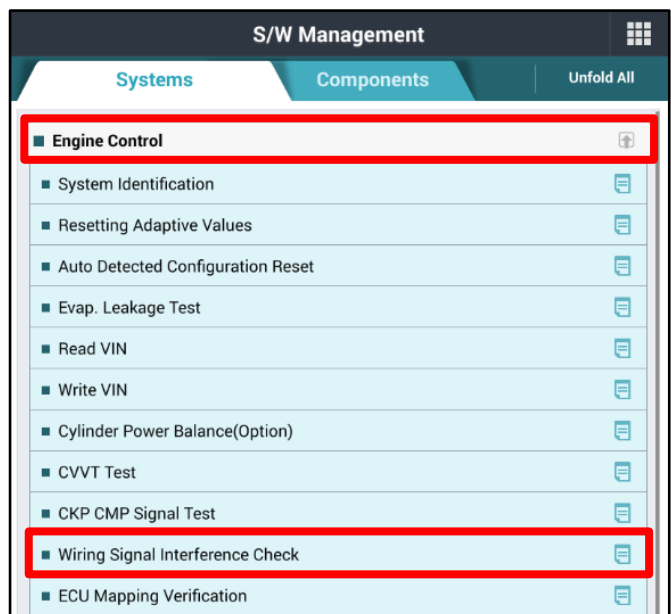 S/W Management
Systems
Components
Unfold All
Engine Control
System Identification
Resetting Adaptive Values
Auto Detected Configuration Reset
Evap. Leakage Test
Read VIN
Write VIN
Cylinder Power Balance(Option)
CVVT Test
CKP CMP Signal Test
Wiring Signal Interference Check
ECU Mapping Verification